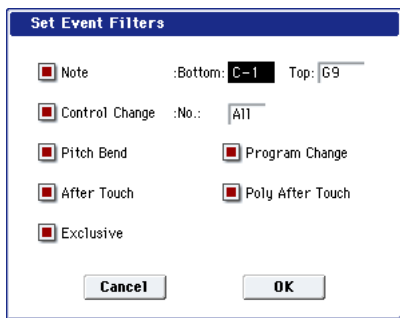 Set Event Filters
Note :Bottom: C-1 Top: G9
Control Change :No.: All
Pitch Bend Program Change
After Touch Poly After Touch
Exclusive
Cancel OK